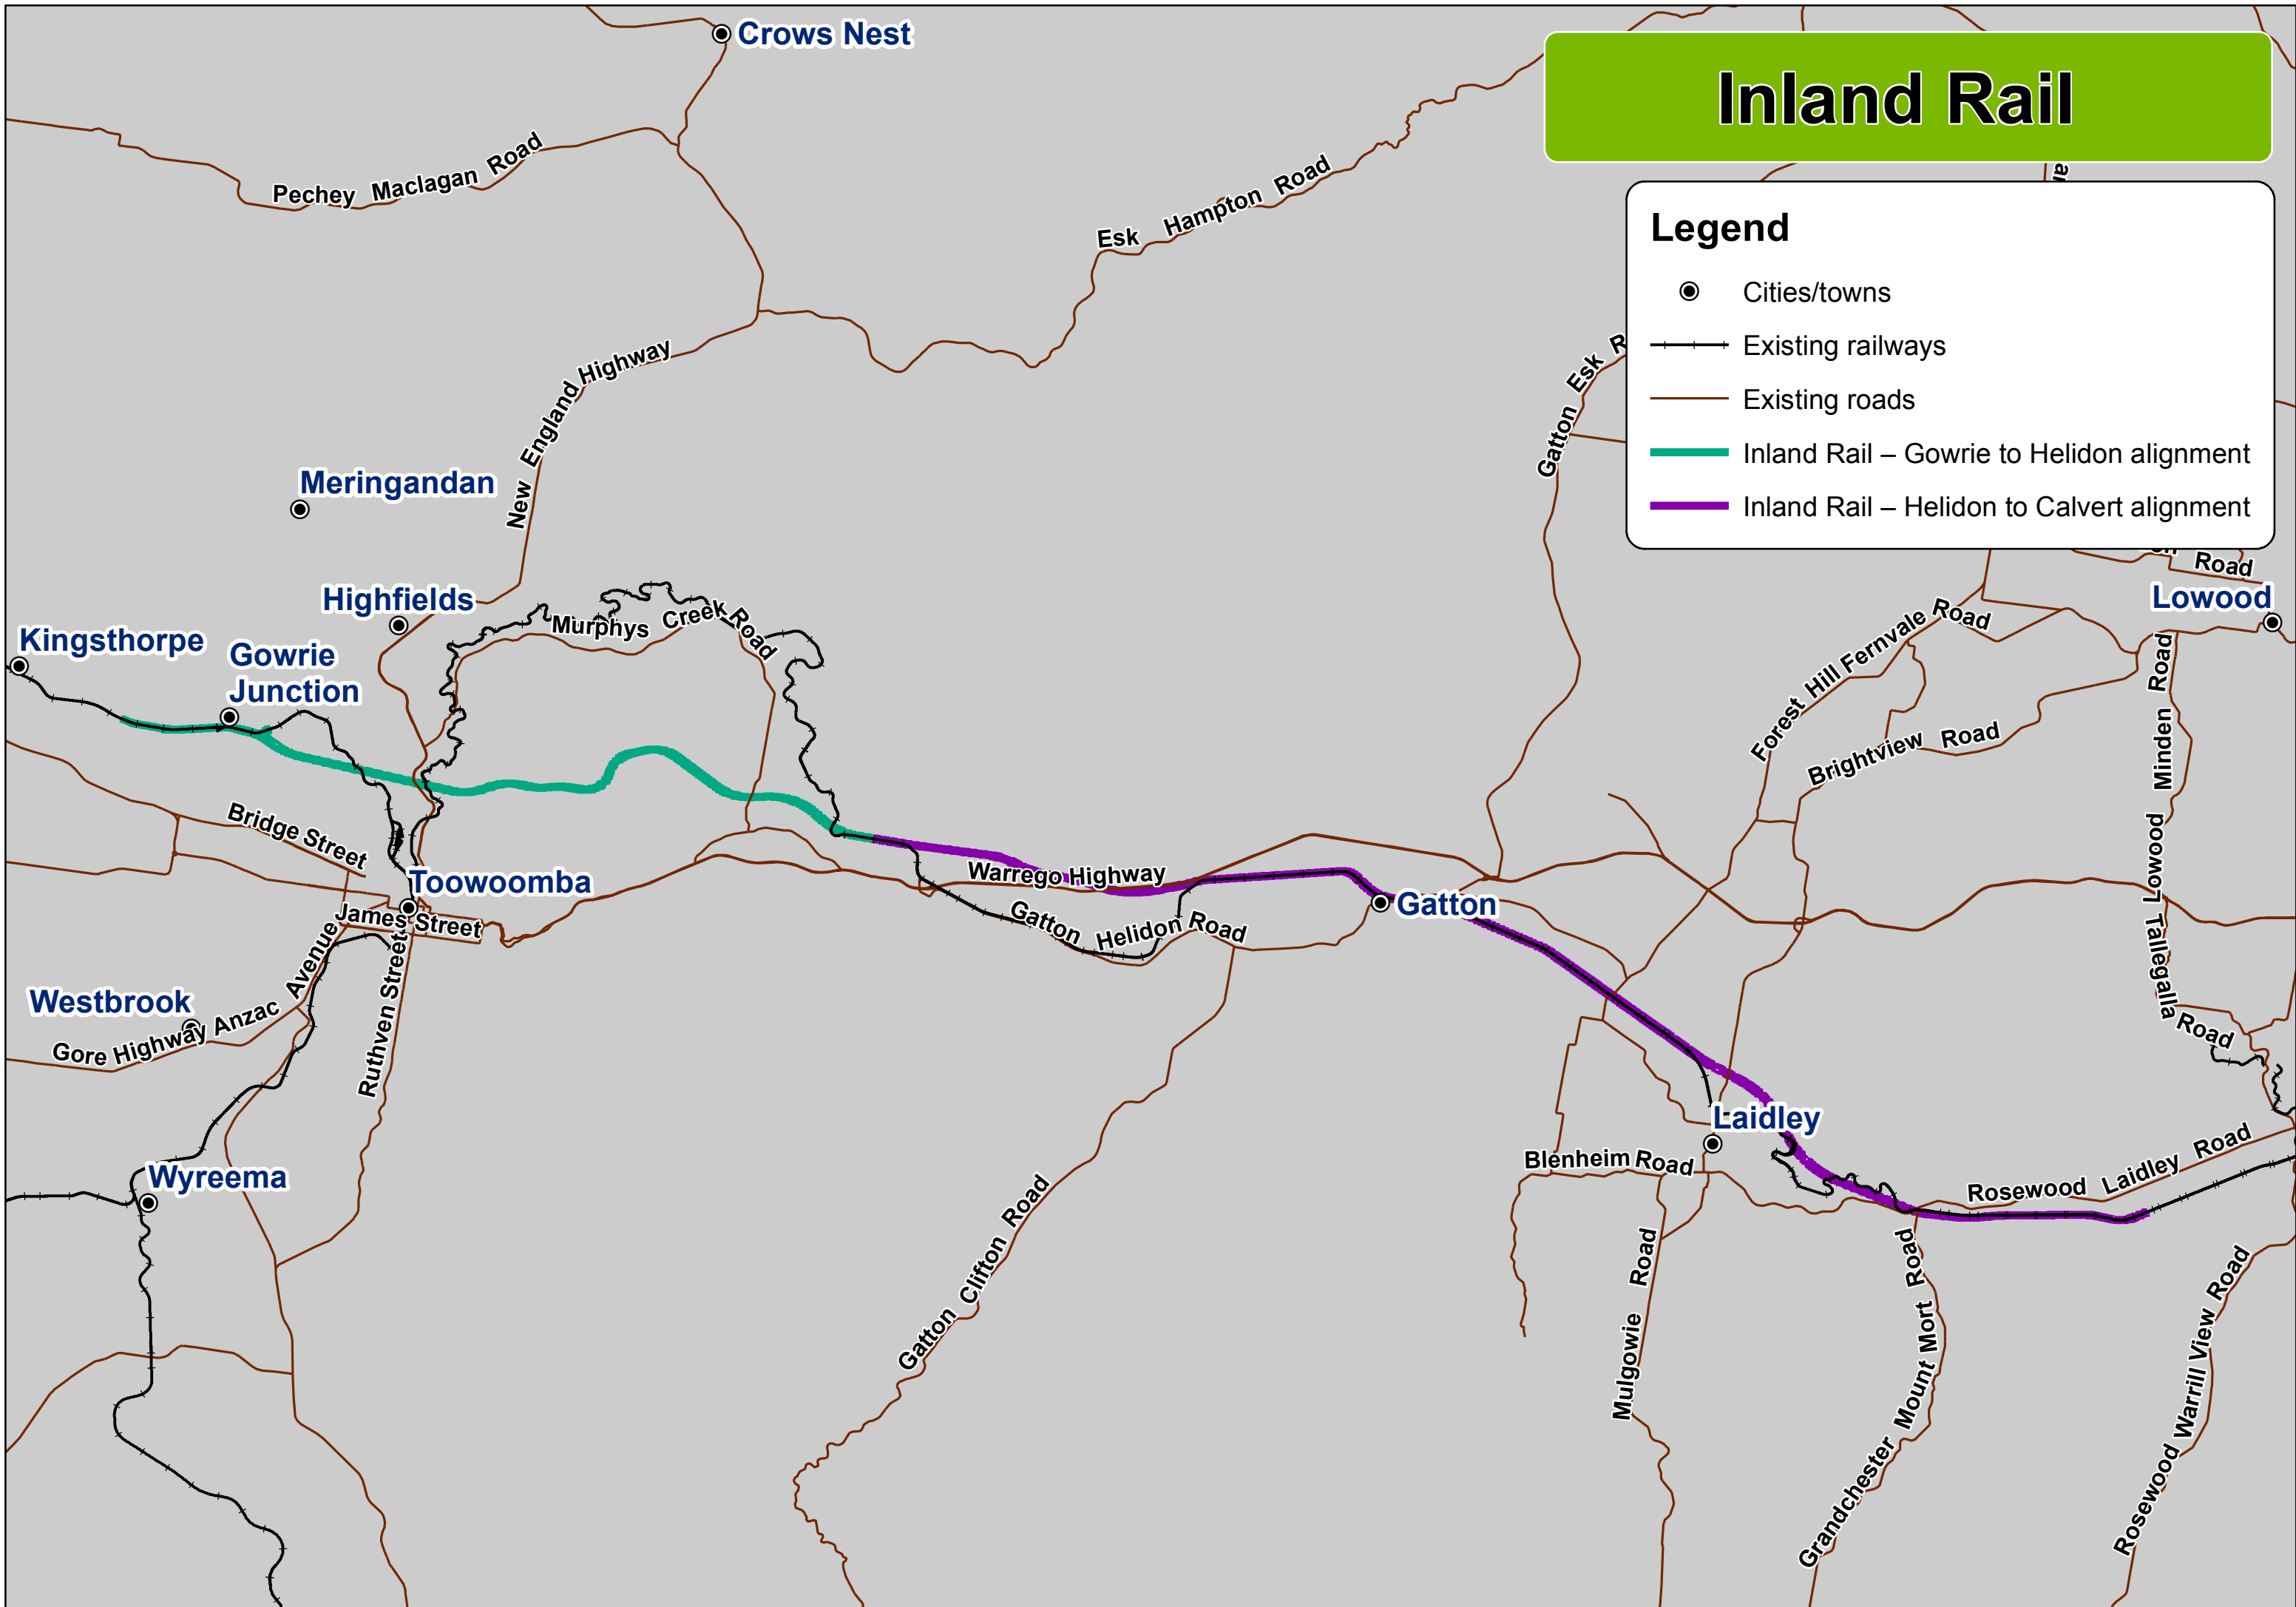 Inland Rail
Legend
Cities/towns
Existing railways
Existing roads
Inland Rail – Gowrie to Helidon alignment
Inland Rail – Helidon to Calvert alignment
Crows Nest
Pechey Maclagan Road
Esk Hampton Road
New England Highway
Gatton Esk R
Meringandan
Highfields
Kingsthorpe
Gowrie
Junction
Murphys Creek Road
Road
Lowood
Forest Hill Fernvale Road
Brightview Road
Lowood Minden Road
Bridge Street
Toowoomba
James Street
Warrego Highway
Gatton Helidon Road
Gatton
Tallegalla Road
Westbrook
Gore Highway Anzac Avenue
Ruthven Street
Wyreema
Laidley
Blenheim Road
Rosewood Laidley Road
Gatton Clifton Road
Mulgowie Road
Grandchester Mount Mort Road
Rosewood Warrill View Road